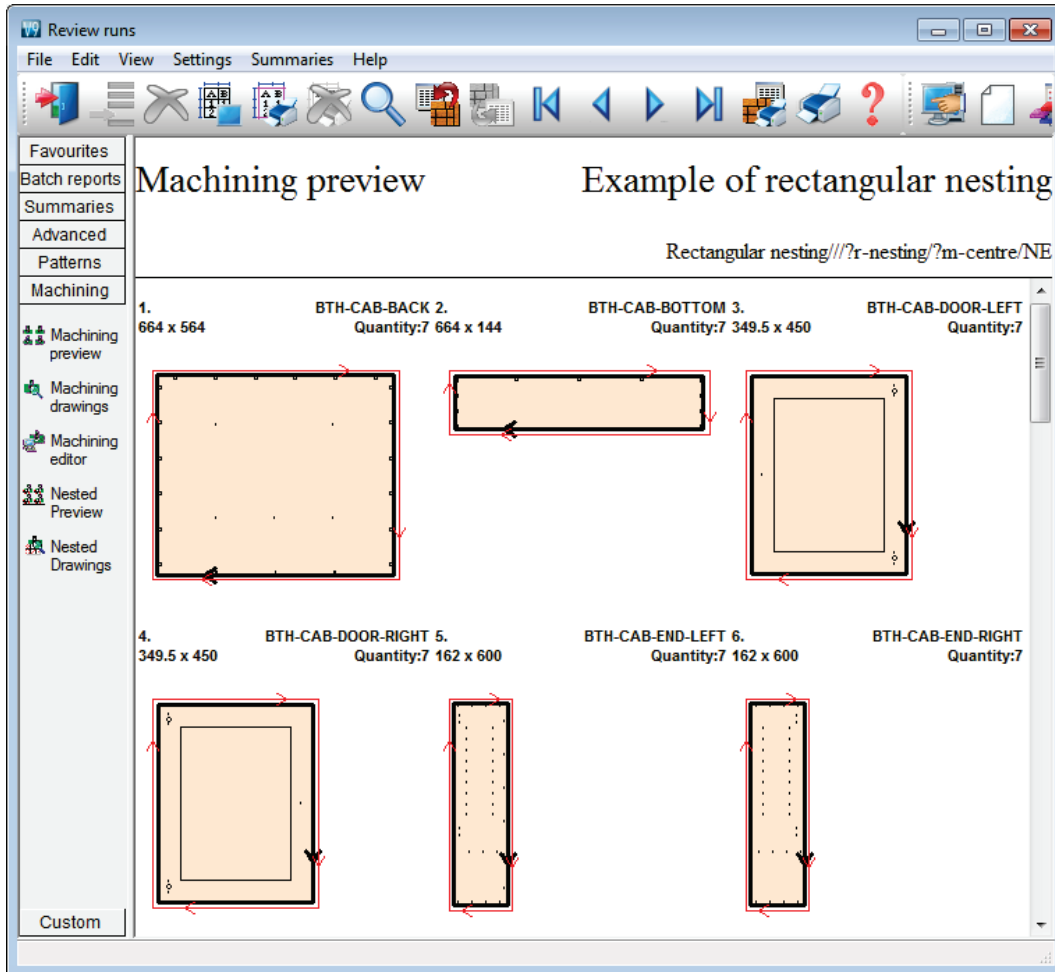 V9 Review runs
File Edit View Settings Summaries Help
Favourites
Batch reports
Summaries
Advanced
Patterns
Machining
Machining
preview
Machining
drawings
Machining
editor
Nested
Preview
Nested
Drawings
Custom
Machining preview Example of rectangular nesting
Rectangular nesting///?r-nesting/?m-centre/NE
1. BTH-CAB-BACK 2. BTH-CAB-BOTTOM 3. BTH-CAB-DOOR-LEFT
664 x 564 Quantity:7 664 x 144 Quantity:7 349.5 x 450 Quantity:7
4. BTH-CAB-DOOR-RIGHT 5. BTH-CAB-END-LEFT 6. BTH-CAB-END-RIGHT
349.5 x 450 Quantity:7 162 x 600 Quantity:7 162 x 600 Quantity:7